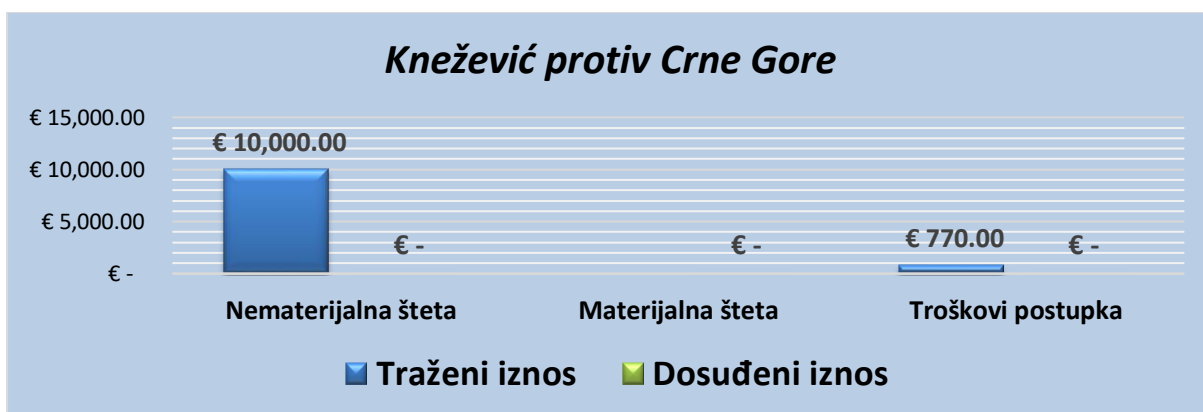 Knežević protiv Crne Gore
€ 15,000.00
€ 10,000.00
€ 5,000.00
€ -
€ 10,000.00
€ -
€ -
€ 770.00
€ -
Nematerijalna šteta
Materijalna šteta
Troškovi postupka
Traženi iznos
Dosuđeni iznos